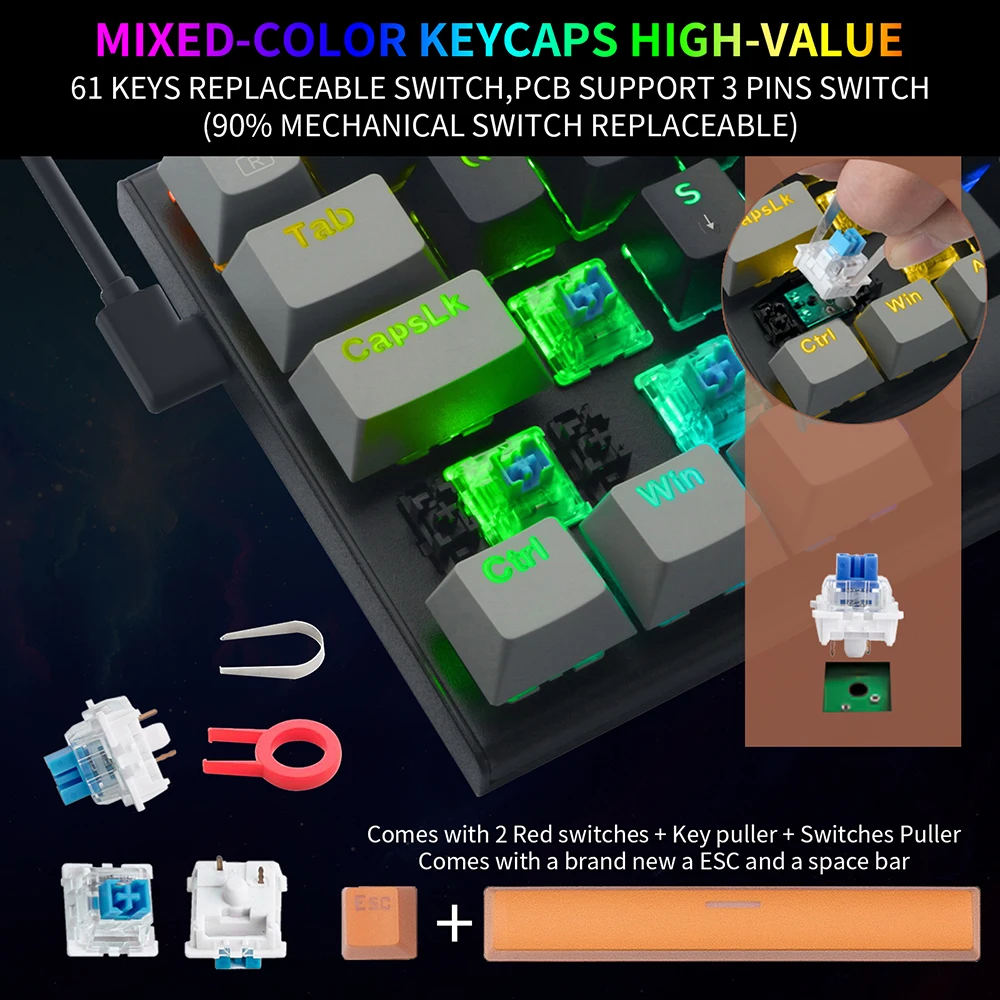 MIXED-COLOR KEYCAPS HIGH-VALUE
61 KEYS REPLACEABLE SWITCH,PCB SUPPORT 3 PINS SWITCH
(90% MECHANICAL SWITCH REPLACEABLE)
R
Tab
S
CapsLk
Win
Ctrl
apsLk
Win
Ctrl
Comes with 2 Red switches + Key puller + Switches Puller
Comes with a brand new a ESC and a space bar
Esc
+